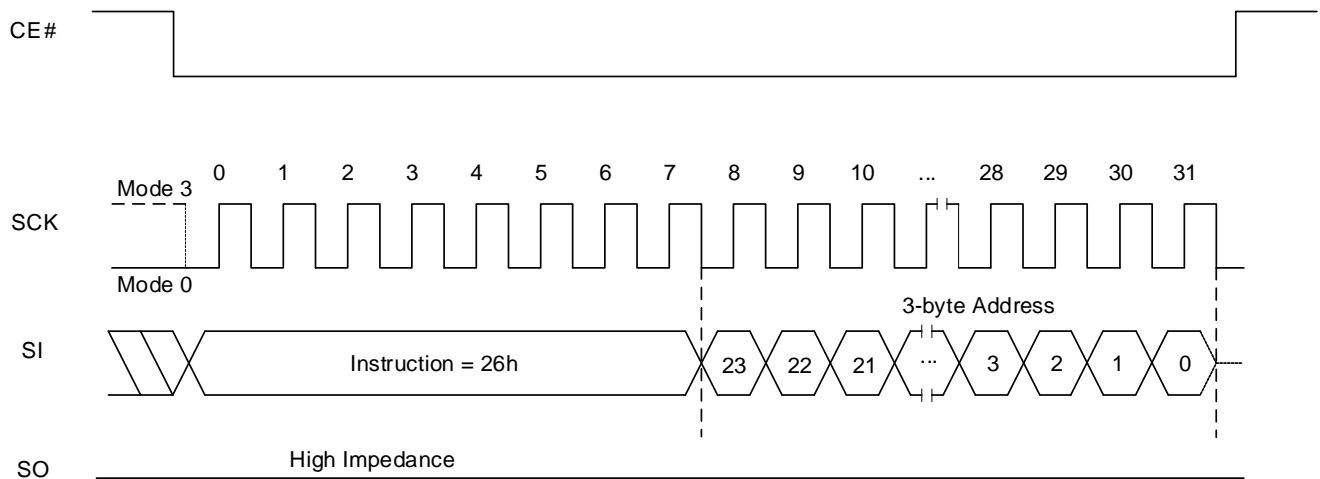 CE#
0 1 2 3 4 5 6 7 8 9 10 ... 28 29 30 31
Mode 3
SCK
Mode 0
3-byte Address
SI
Instruction = 26h 23 22 21 ... 3 2 1 0
High Impedance
SO